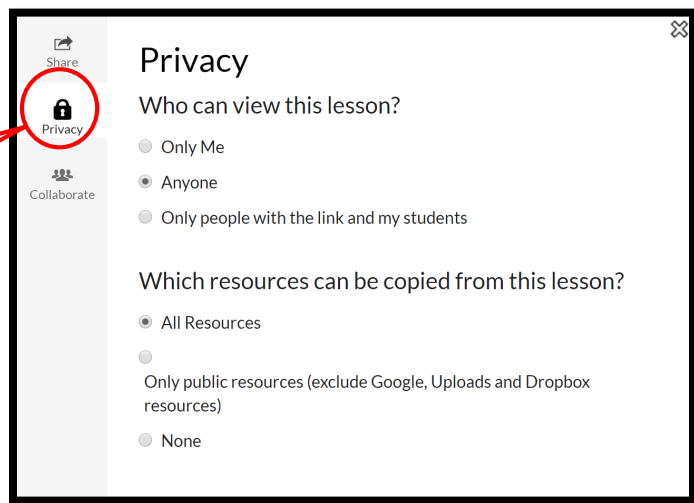 Share
Privacy
Collaborate
Privacy
Who can view this lesson?
Only Me
Anyone
Only people with the link and my students
Which resources can be copied from this lesson?
All Resources
Only public resources (exclude Google, Uploads and Dropbox
resources)
None